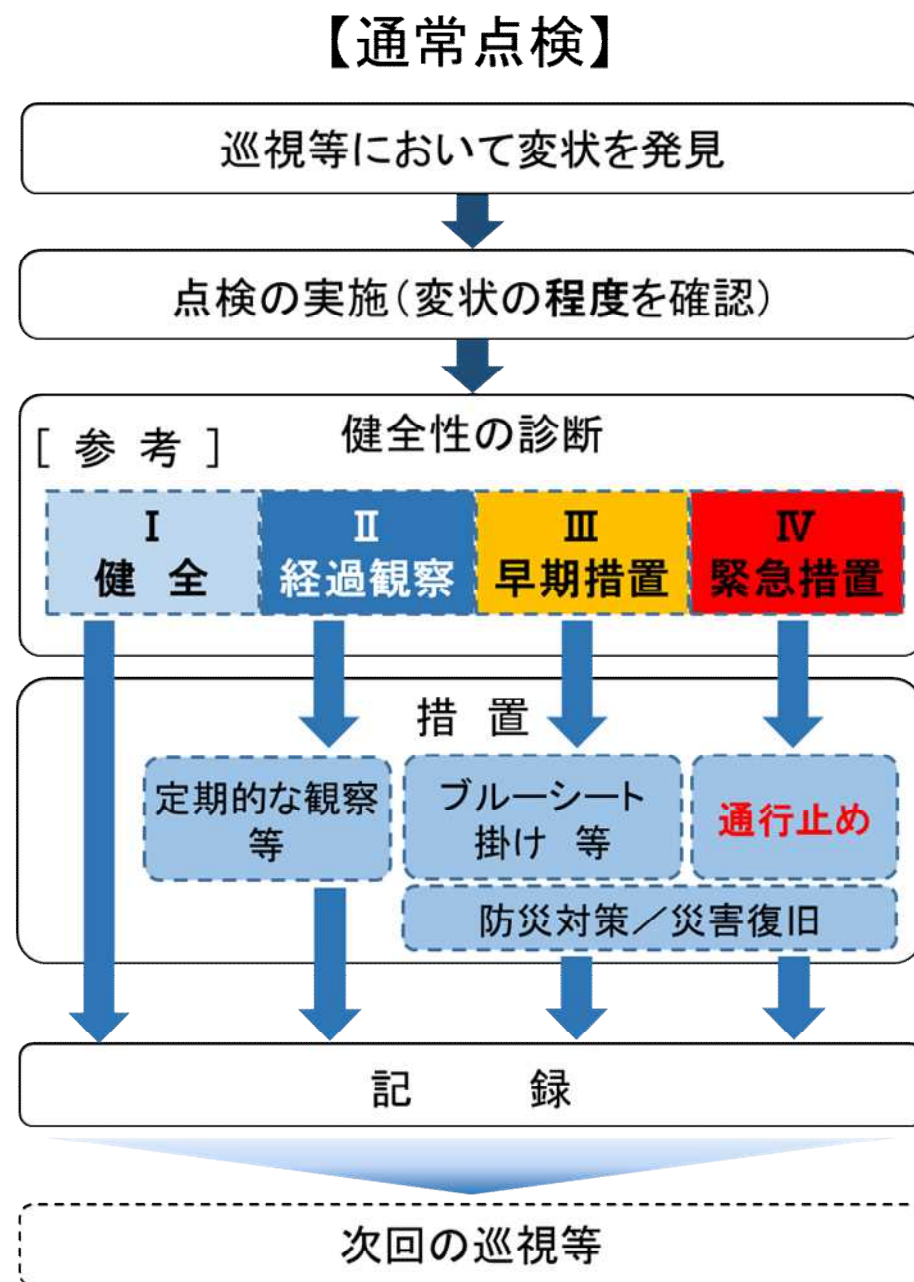 【通常点検】
巡視等において変状を発見
点検の実施(変状の程度を確認)
健全性の診断
[ 参 考 ]
Ⅰ
健 全
Ⅱ
経過観察
Ⅲ
早期措置
Ⅳ
緊急措置
措 置
定期的な観察
等
ブルーシート
掛け 等
通行止め
防災対策／災害復旧
記 録
次回の巡視等